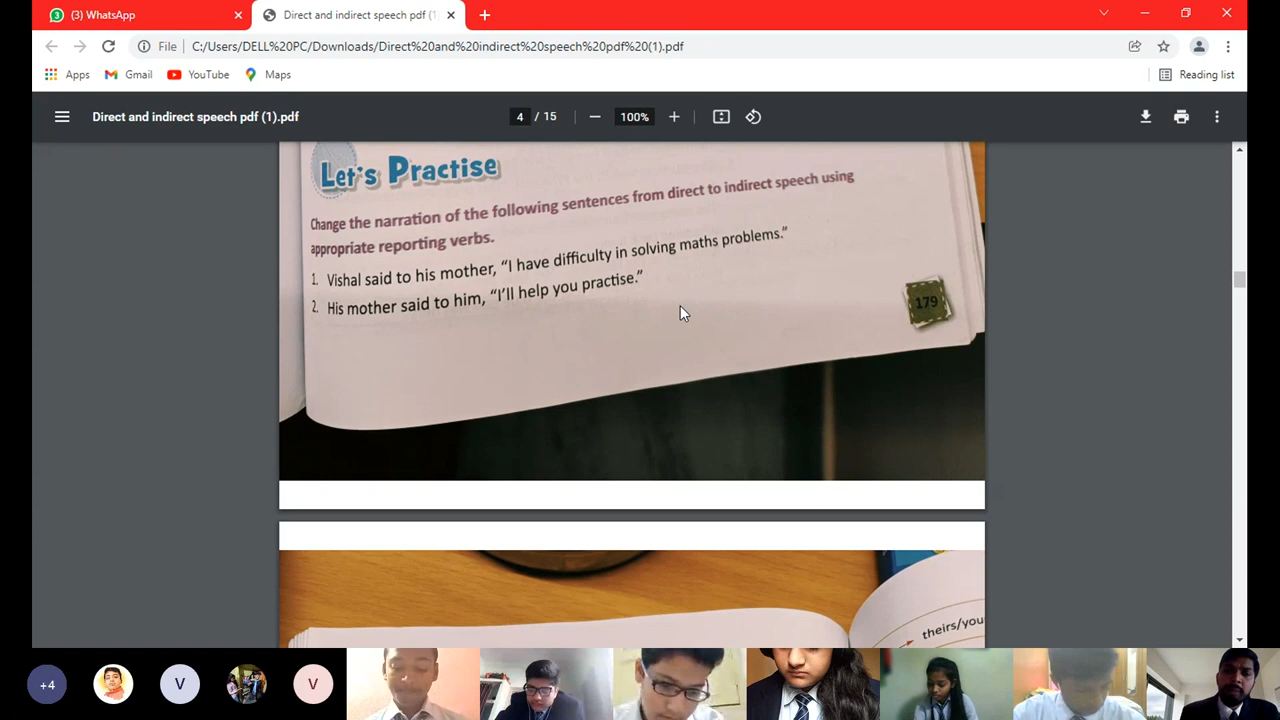 (3) WhatsApp
Direct and indirect speech pdf (1
File
C:/Users/DELL%20PC/Downloads/Direct%20and%20indirect%20speech%20pdf%20(1).pdf
Apps
Gmail
YouTube
Maps
Reading list
Direct and indirect speech pdf (1).pdf
4 / 15
100%
Let's Practise
Change the narration of the following sentences from direct to indirect speech using
appropriate reporting verbs.
1. Vishal said to his mother, “I have difficulty in solving maths problems.”
2. His mother said to him, “I'll help you practise.”
179
theirs/you
+4
V
V